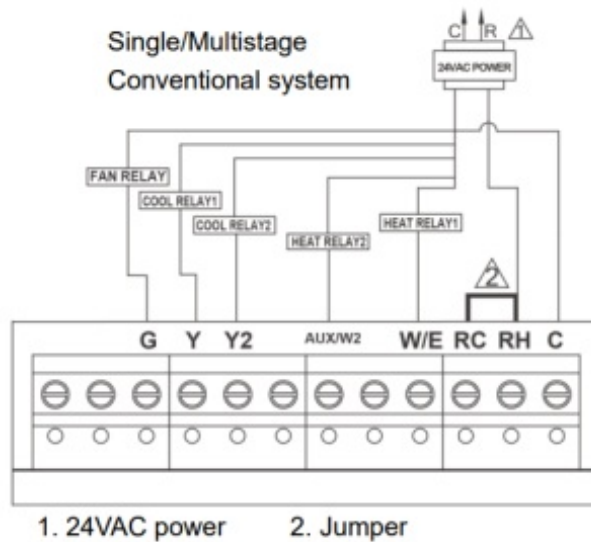 Single/Multistage
Conventional system
C R 1
24VAC POWER
FAN RELAY
COOL RELAY1
COOL RELAY2
HEAT RELAY2
HEAT RELAY1
2
G Y Y2 AUX/W2 W/E RC RH C
1. 24VAC power 2. Jumper